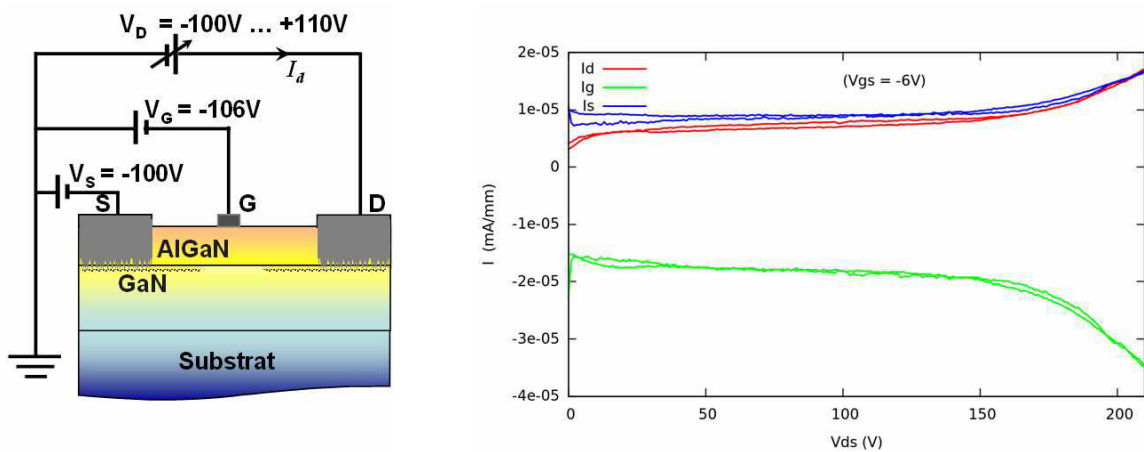 V_D = -100V ... +110V
I_d
V_G = -106V
V_S = -100V
S
G
D
AlGaN
GaN
Substrat
2e-05
1e-05
0
-1e-05
-2e-05
-3e-05
-4e-05
I (mA/mm)
Id
Ig
Is
(Vgs = -6V)
0
50
100
150
200
Vds (V)